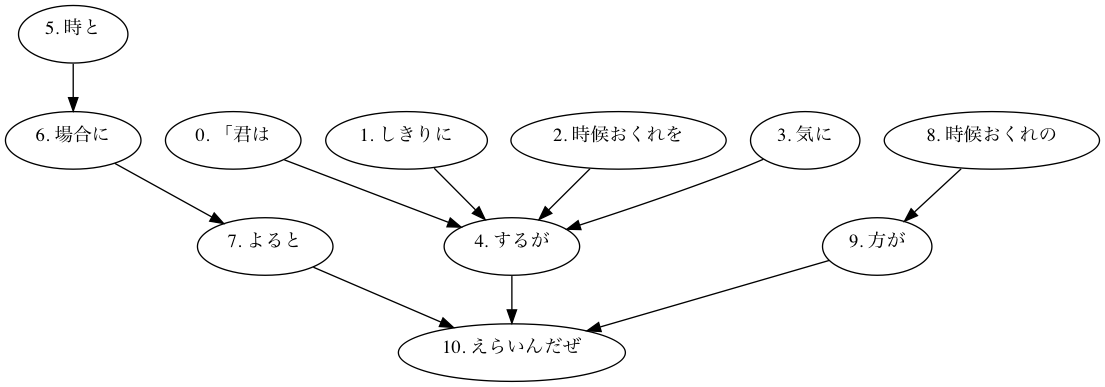 5. 時と
6. 場合に
0. 「君は
1. しきりに
2. 時候おくれを
3. 気に
8. 時候おくれの
7. よると
4. するが
9. 方が
10. えらいんだぜ